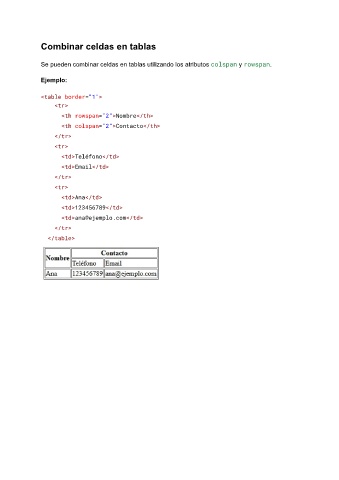 Combinar celdas en tablas
Se pueden combinar celdas en tablas utilizando los atributos colspan y rowspan.
Ejemplo:
<table border="1">
<tr>
<th rowspan="2">Nombre</th>
<th colspan="2">Contacto</th>
</tr>
<tr>
<td>Teléfono</td>
<td>Email</td>
</tr>
<tr>
<td>Ana</td>
<td>123456789</td>
<td>ana@ejemplo.com</td>
</tr>
</table>
Nombre Contacto
Teléfono Email
Ana 123456789 ana@ejemplo.com